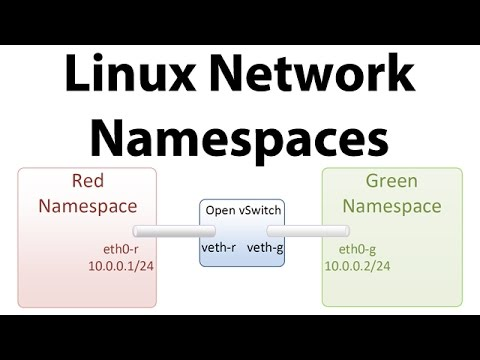 Linux Network
Namespaces
Red
Namespace
eth0-r
10.0.0.1/24
Open vSwitch
veth-r veth-g
Green
Namespace
eth0-g
10.0.0.2/24